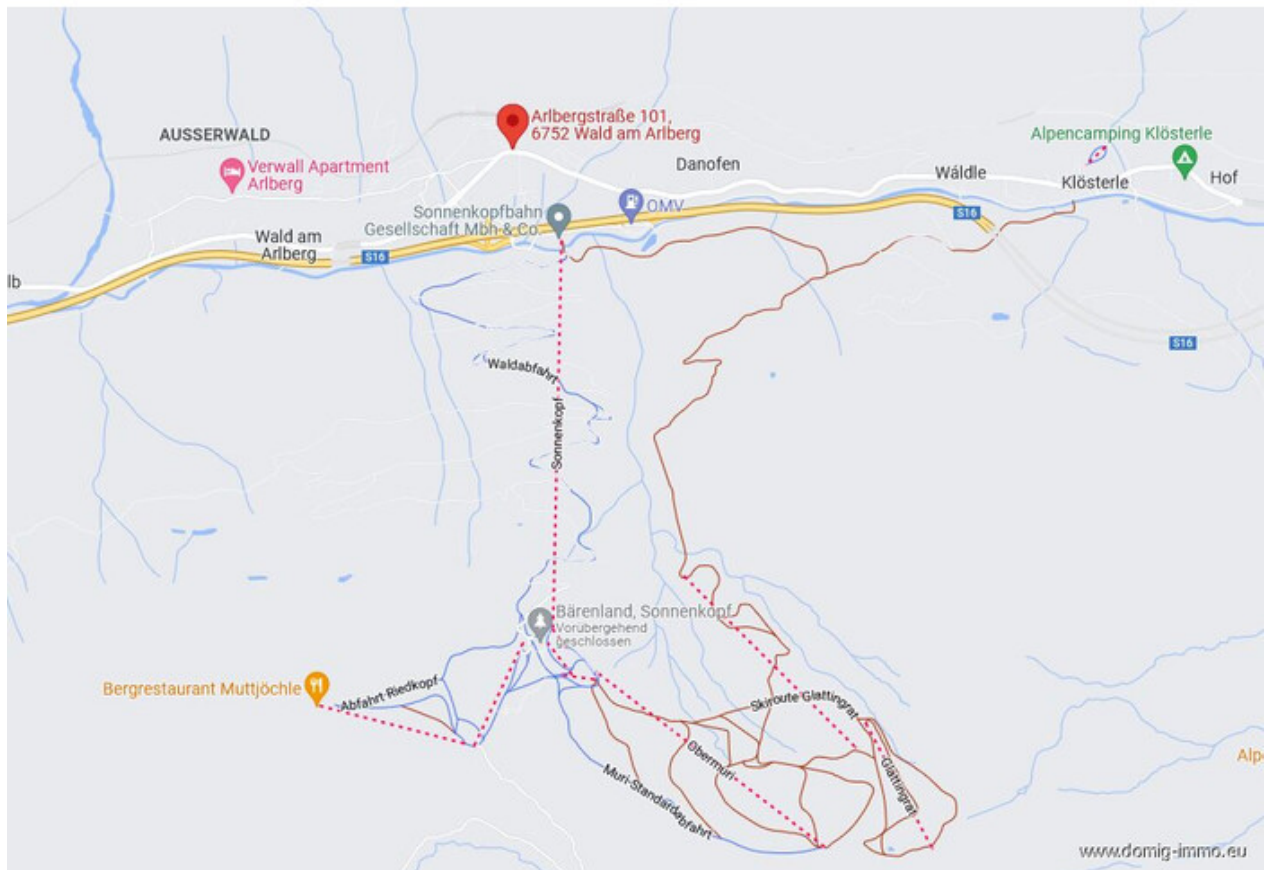 Arlbergstraße 101,
6752 Wald am Arlberg
AUSSERWALD
Alpencamping Klösterle
Verwall Apartment
Arlberg
Danofen
Wäldle
Klösterle
Hof
Sonnenkopfbahn
Gesellschaft Mbh & Co
OMV
S16
Wald am
Arlberg
S16
lb
S16
Waldabfahrt
Sonnenkopf
Bärenland, Sonnenkopf
Vorübergehend
geschlossen
Bergrestaurant Muttjöchle
Abfahrt Riedkopf
Skiroute Glattingrat
Obermuri
Glattingrat
Muri-Standardabfahrt
Alpe
www.domig-immo.eu